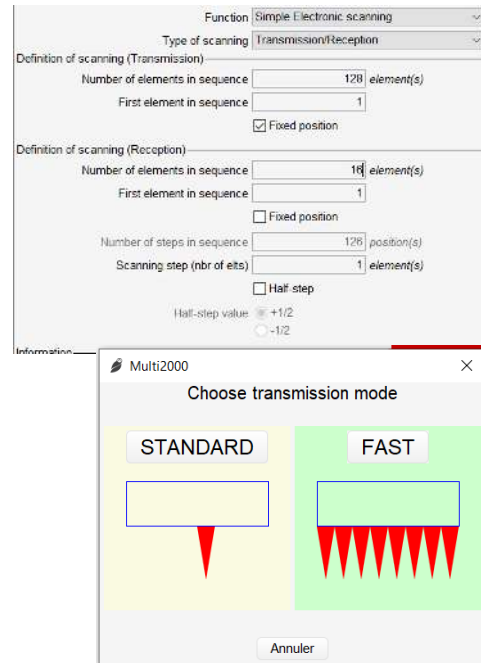 Function Simple Electronic scanning
Type of scanning Transmission/Reception
Definition of scanning (Transmission)
Number of elements in sequence 128 element(s)
First element in sequence 1
Fixed position
Definition of scanning (Reception)
Number of elements in sequence 16 element(s)
First element in sequence 1
Fixed position
Number of steps in sequence 126 position(s)
Scanning step (nbr of elts) 1 element(s)
Half-step
Half-step value +1/2
-1/2
Information
Multi2000
Choose transmission mode
STANDARD FAST
Annuler